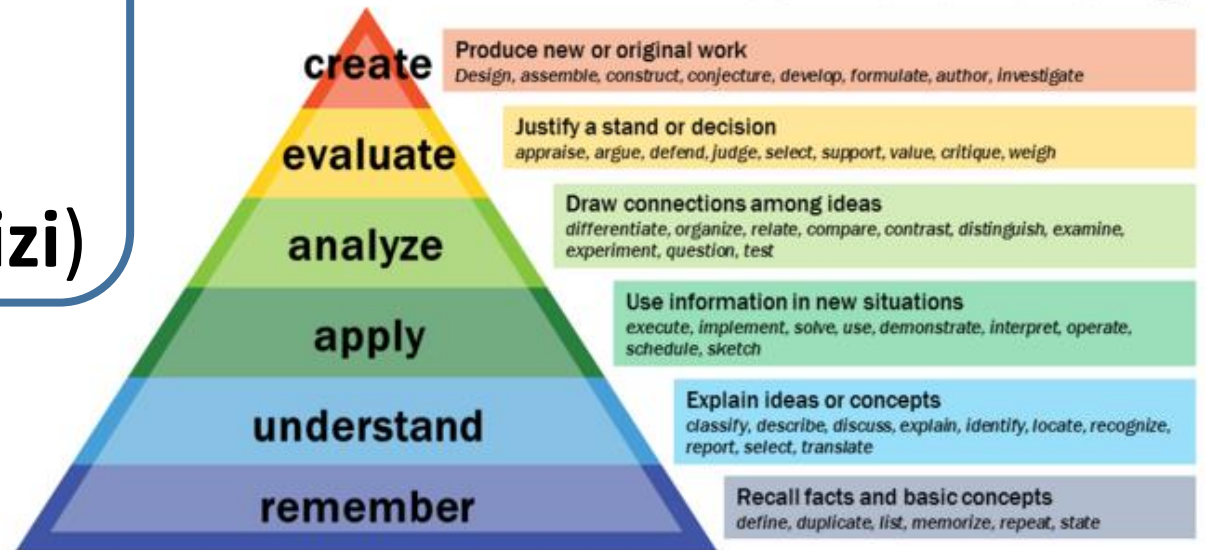 create
Produce new or original work
Design, assemble, construct, conjecture, develop, formulate, author, investigate
evaluate
Justify a stand or decision
appraise, argue, defend, judge, select, support, value, critique, weigh
izi)
analyze
Draw connections among ideas
differentiate, organize, relate, compare, contrast, distinguish, examine,
experiment, question, test
apply
Use information in new situations
execute, implement, solve, use, demonstrate, interpret, operate,
schedule, sketch
understand
Explain ideas or concepts
classify, describe, discuss, explain, identify, locate, recognize,
report, select, translate
remember
Recall facts and basic concepts
define, duplicate, list, memorize, repeat, state